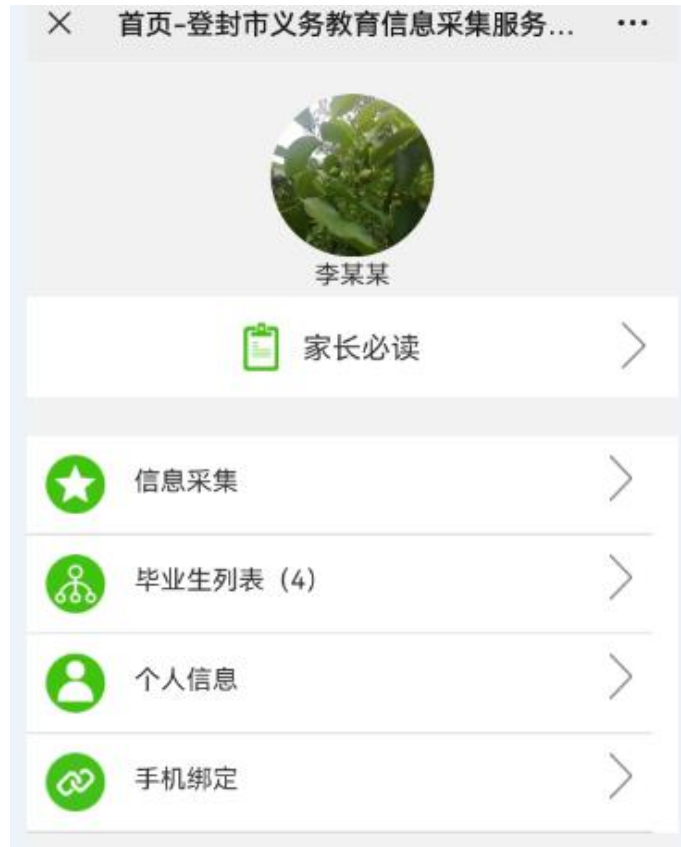 首页-登封市义务教育信息采集服务...
李某某
家长必读
信息采集
毕业生列表（4）
个人信息
手机绑定